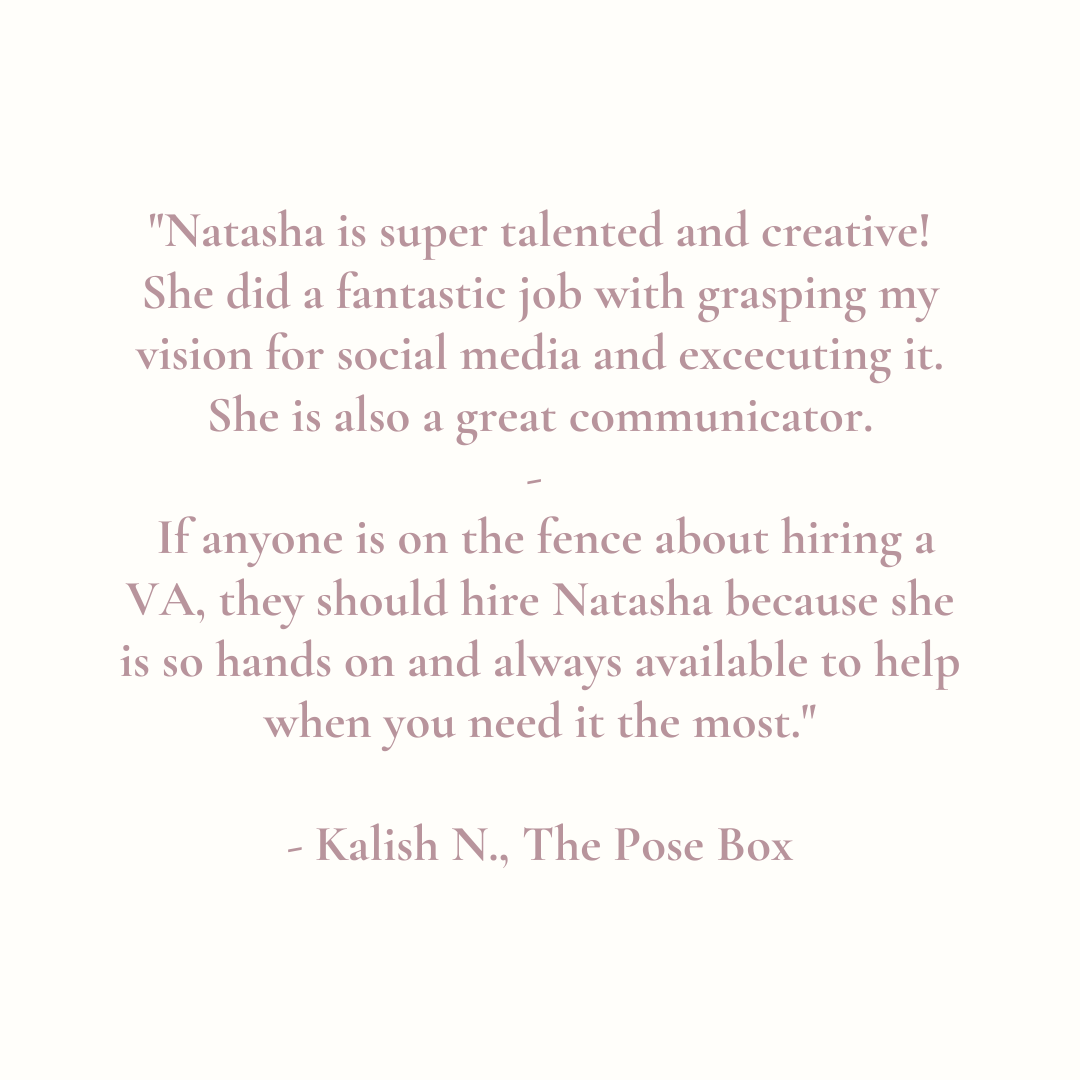 "Natasha is super talented and creative!
She did a fantastic job with grasping my
vision for social media and excecuting it.
She is also a great communicator.
-
If anyone is on the fence about hiring a
VA, they should hire Natasha because she
is so hands on and always available to help
when you need it the most."
- Kalish N., The Pose Box